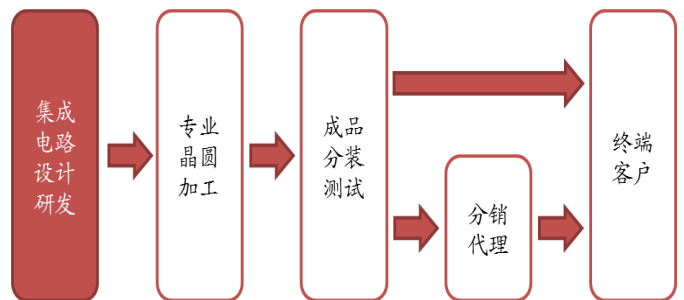 集成
电路
设计
研发
专业
晶圆
加工
成品
分装
测试
分销
代理
终端
客户